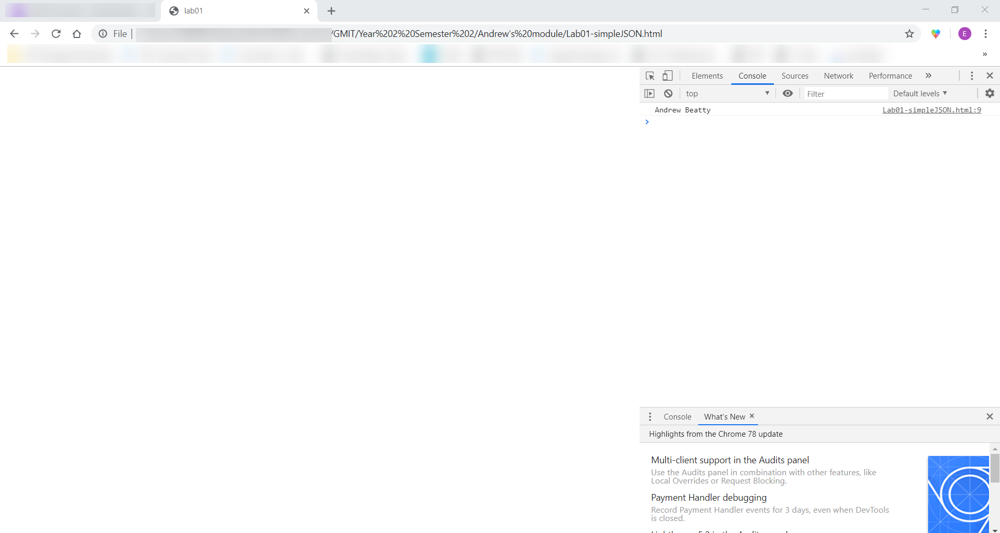 lab01
File
/GMIT/Year%202%20Semester%202/Andrew's%20module/Lab01-simpleJSON.html
E
»
Elements Console Sources Network Performance »
top Filter Default levels
Andrew Beatty Lab01-simpleJSON.html:9
Console What's New
Highlights from the Chrome 78 update
Multi-client support in the Audits panel
Use the Audits panel in combination with other features, like
Local Overrides or Request Blocking.
Payment Handler debugging
Record Payment Handler events for 3 days, even when DevTools
is closed.